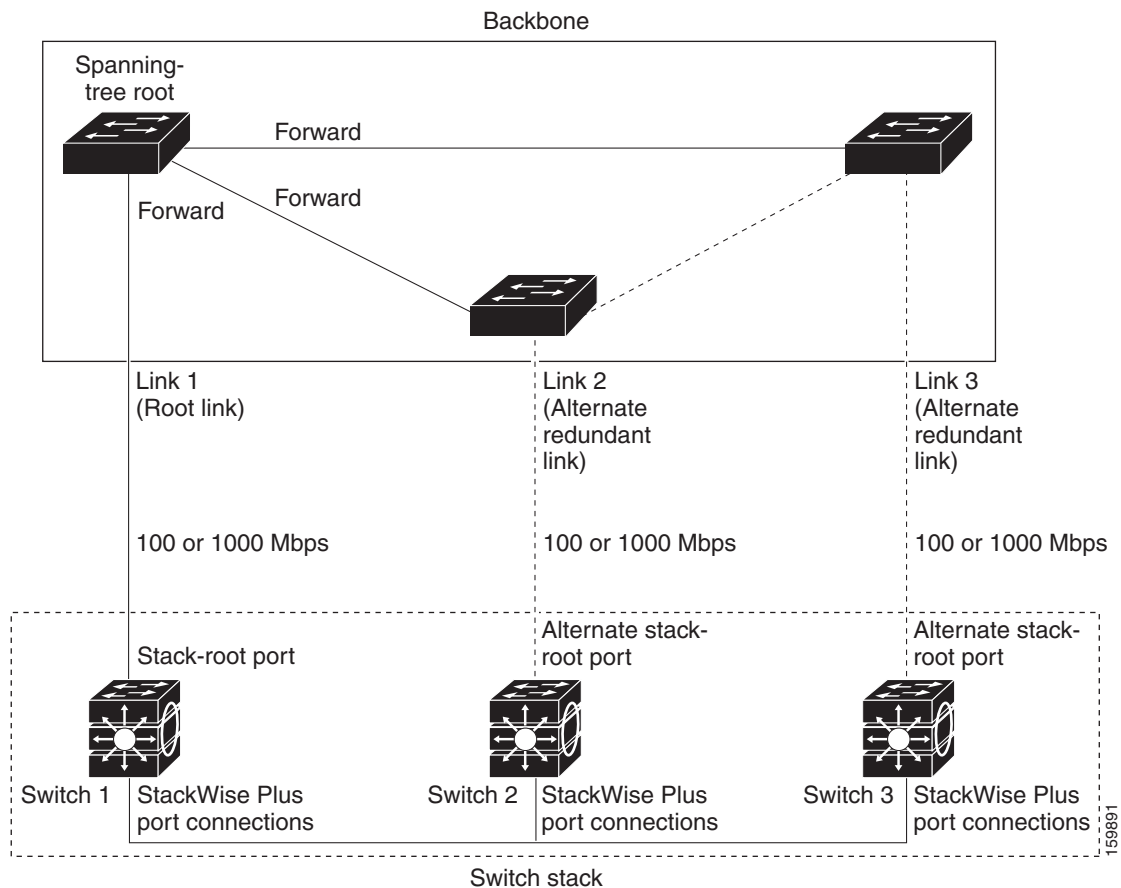 Backbone
Spanning-
tree root
Forward
Forward
Forward
Link 1
(Root link)
Link 2
(Alternate
redundant
link)
Link 3
(Alternate
redundant
link)
100 or 1000 Mbps
100 or 1000 Mbps
100 or 1000 Mbps
Stack-root port
Alternate stack-
root port
Alternate stack-
root port
Switch 1
StackWise Plus
port connections
Switch 2
StackWise Plus
port connections
Switch 3
StackWise Plus
port connections
159891
Switch stack